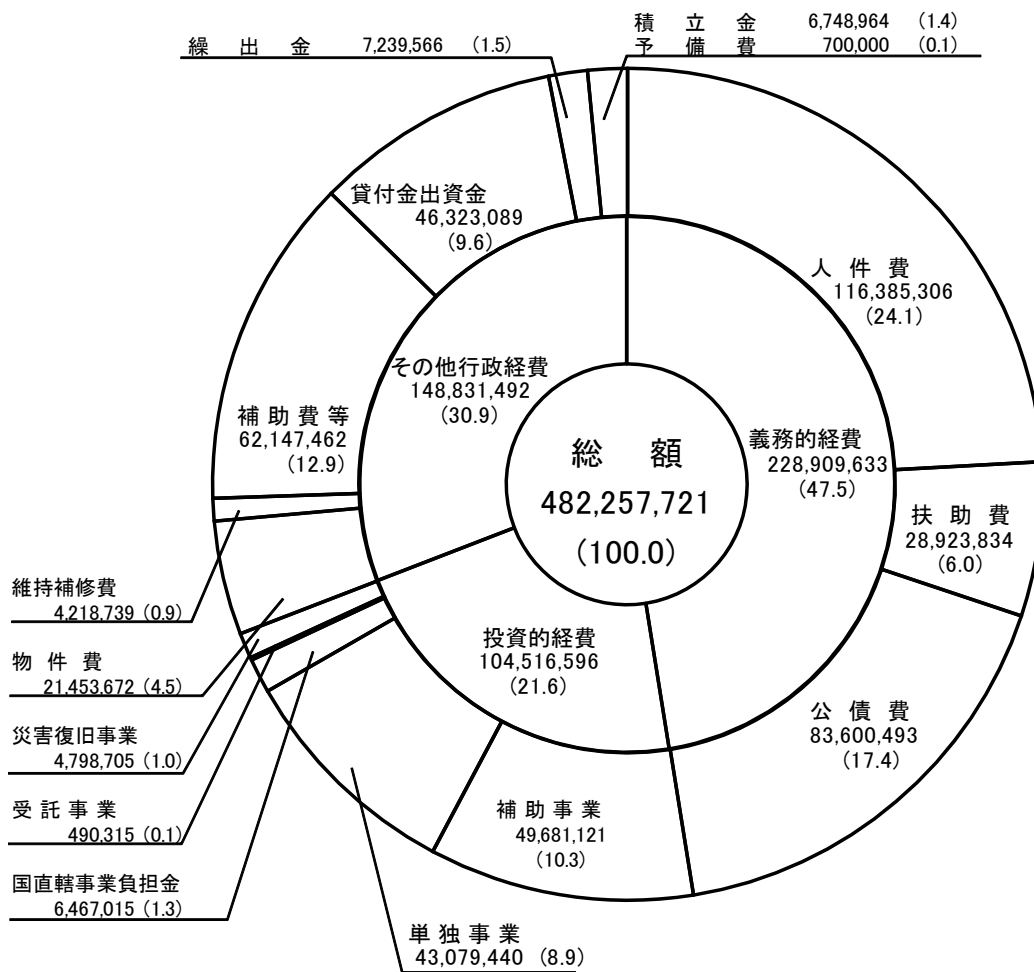 積立金 6,748,964 (1.4)
予備費 700,000 (0.1)
繰出金 7,239,566 (1.5)
貸付金出資金
46,323,089
(9.6)
人件費
116,385,306
(24.1)
その他行政経費
148,831,492
(30.9)
補助費等
62,147,462
(12.9)
総額
482,257,721
(100.0)
義務的経費
228,909,633
(47.5)
扶助費
28,923,834
(6.0)
維持補修費
4,218,739 (0.9)
投資的経費
104,516,596
(21.6)
物件費
21,453,672 (4.5)
公債費
83,600,493
(17.4)
災害復旧事業
4,798,705 (1.0)
受託事業
490,315 (0.1)
補助事業
49,681,121
(10.3)
国直轄事業負担金
6,467,015 (1.3)
単独事業
43,079,440 (8.9)